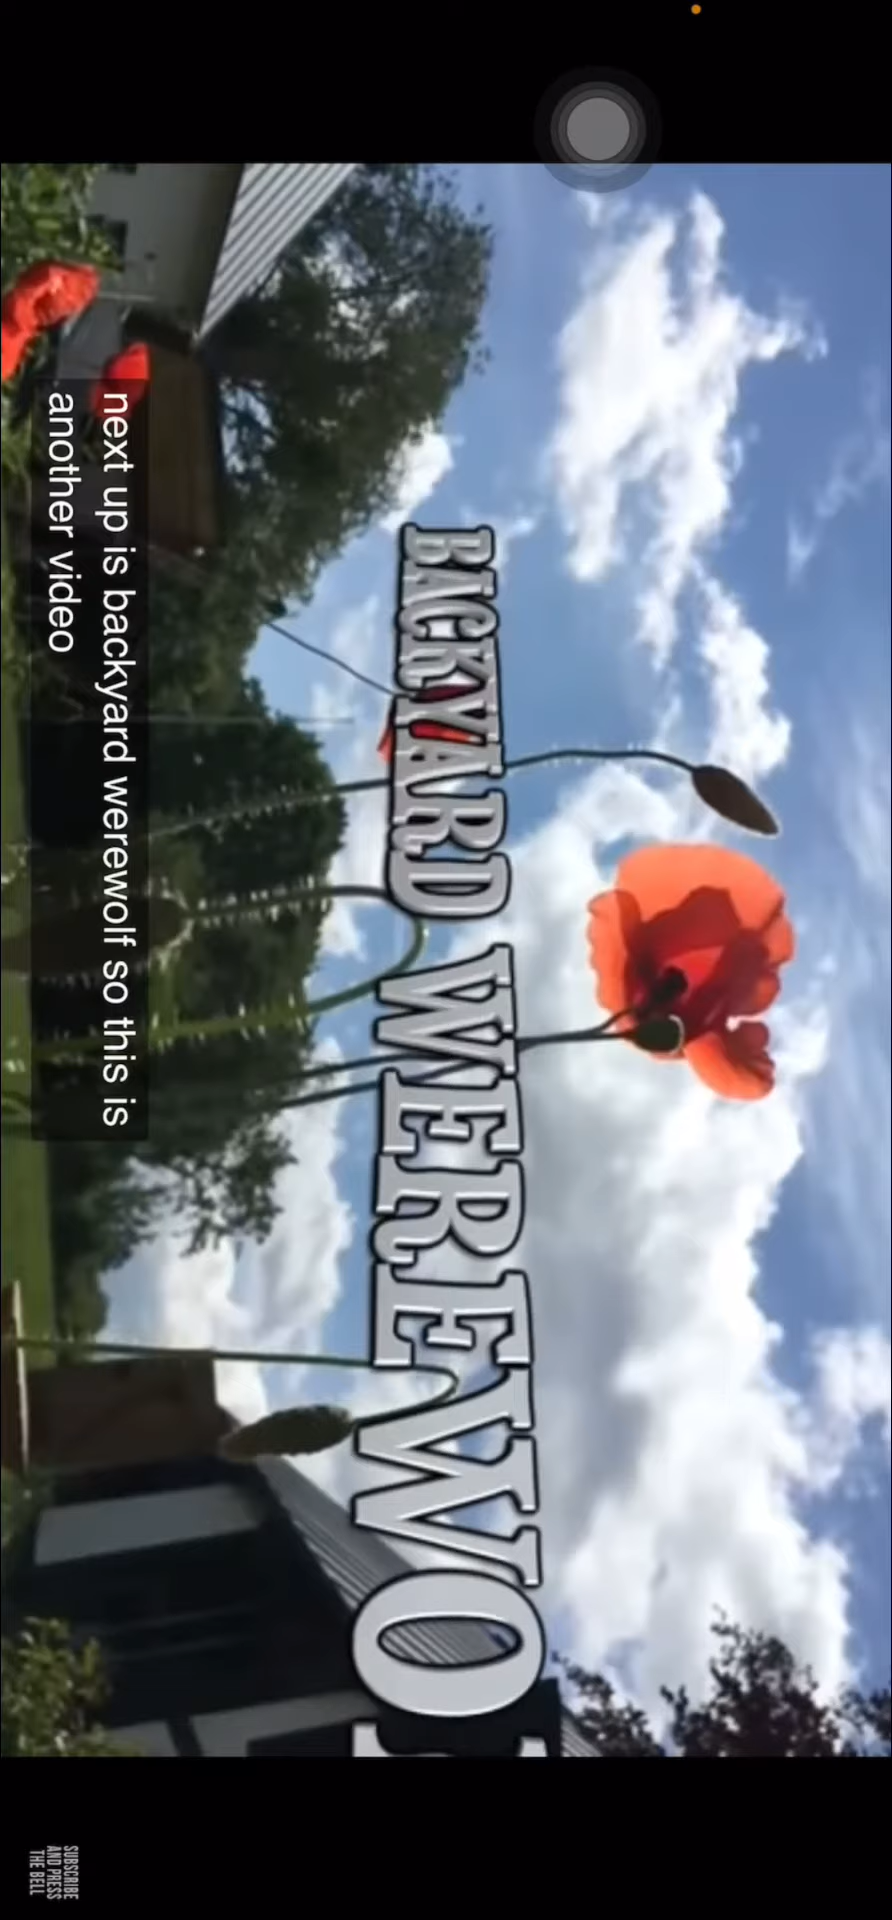 BACKYARD WEREWO
next up is backyard werewolf so this is
another video
SUBSCRIBE
AND PRESS
THE BELL